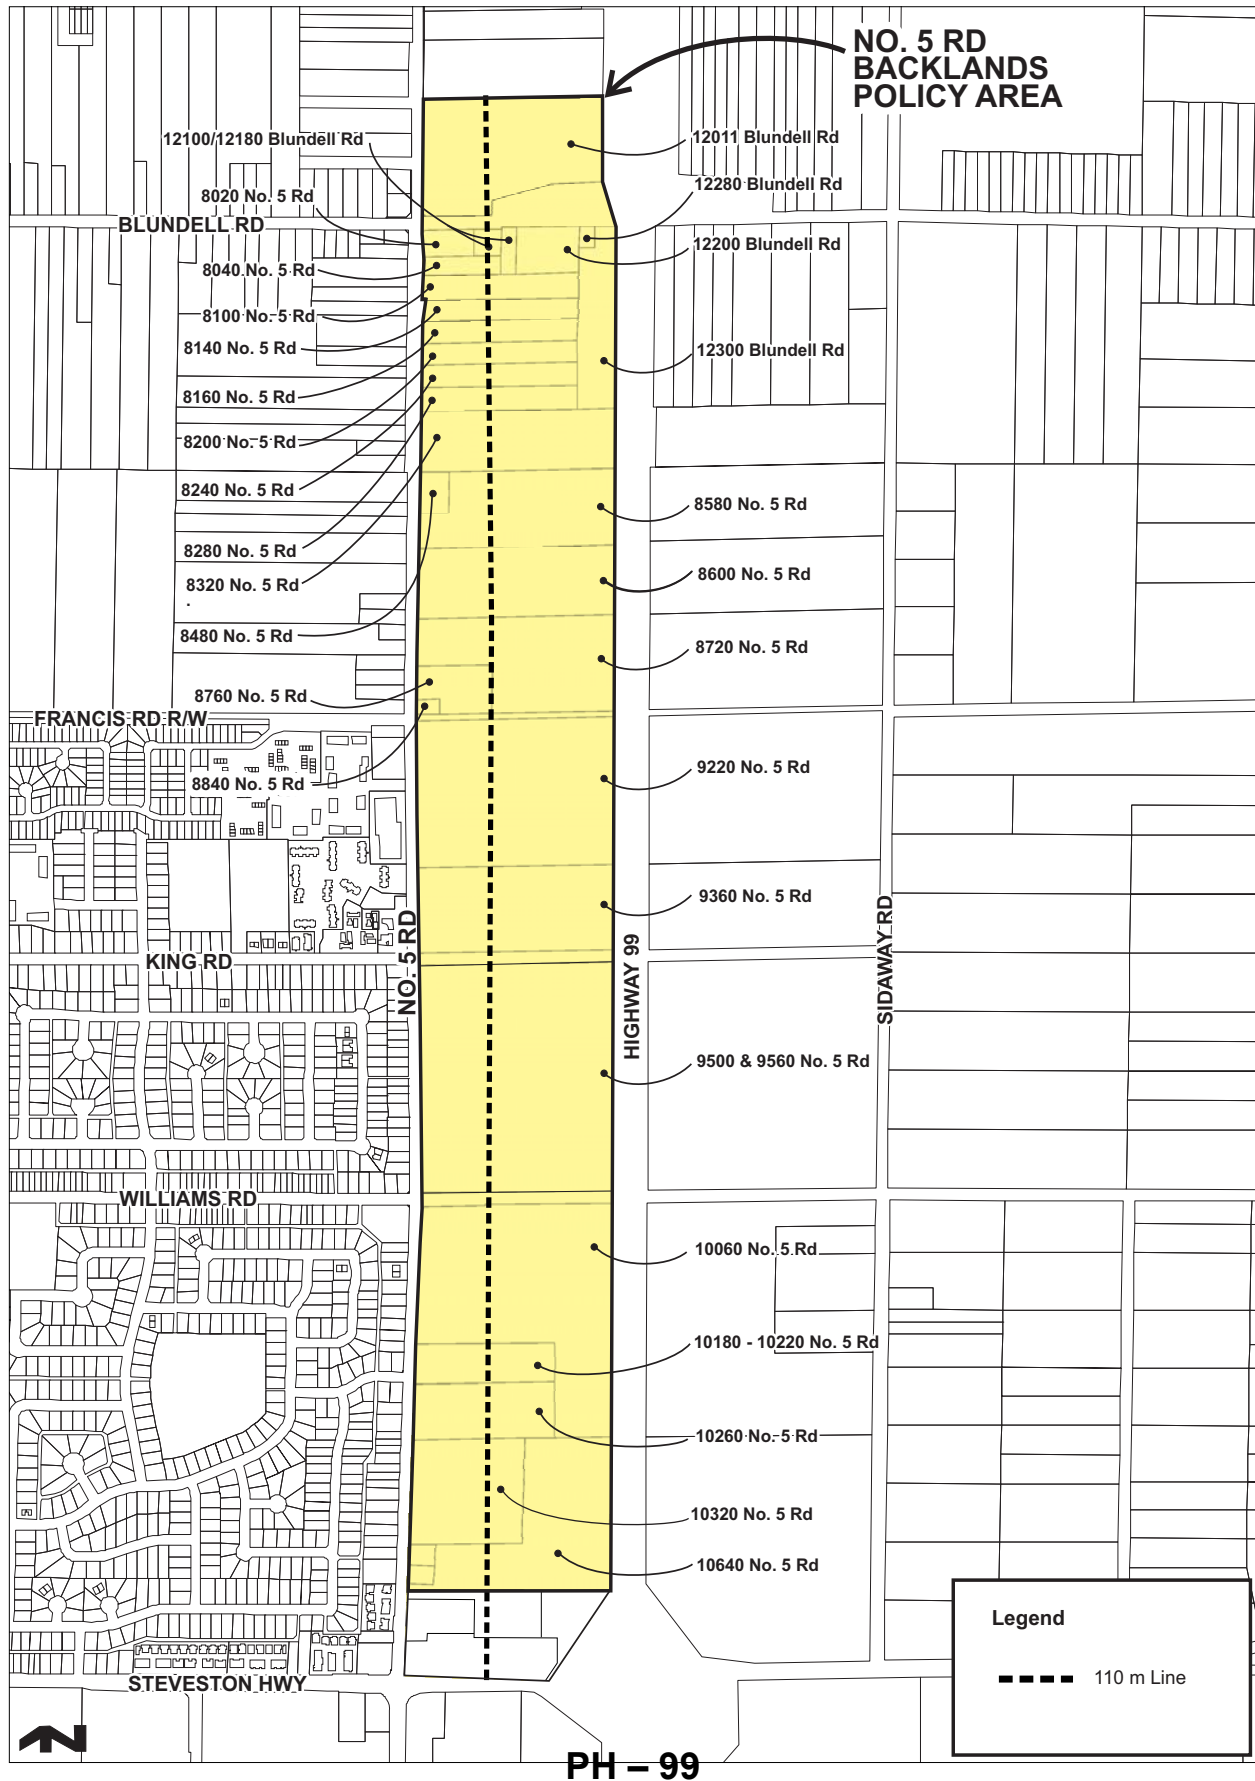 NO. 5 RD
BACKLANDS
POLICY AREA
12100/12180 Blundell Rd
8020 No. 5 Rd
BLUNDELL RD
8040 No. 5 Rd
8100 No. 5 Rd
8140 No. 5 Rd
8160 No. 5 Rd
8200 No. 5 Rd
8240 No. 5 Rd
8280 No. 5 Rd
8320 No. 5 Rd
.
8480 No. 5 Rd
8760 No. 5 Rd
FRANCIS RD R/W
8840 No. 5 Rd
KING RD
NO. 5 RD
WILLIAMS RD
STEVESTON HWY
12011 Blundell Rd
12280 Blundell Rd
12200 Blundell Rd
12300 Blundell Rd
8580 No. 5 Rd
8600 No. 5 Rd
8720 No. 5 Rd
9220 No. 5 Rd
9360 No. 5 Rd
HIGHWAY 99
SIDAWAY RD
9500 & 9560 No. 5 Rd
10060 No. 5 Rd
10180 - 10220 No. 5 Rd
10260 No. 5 Rd
10320 No. 5 Rd
10640 No. 5 Rd
Legend
110 m Line
N
PH – 99